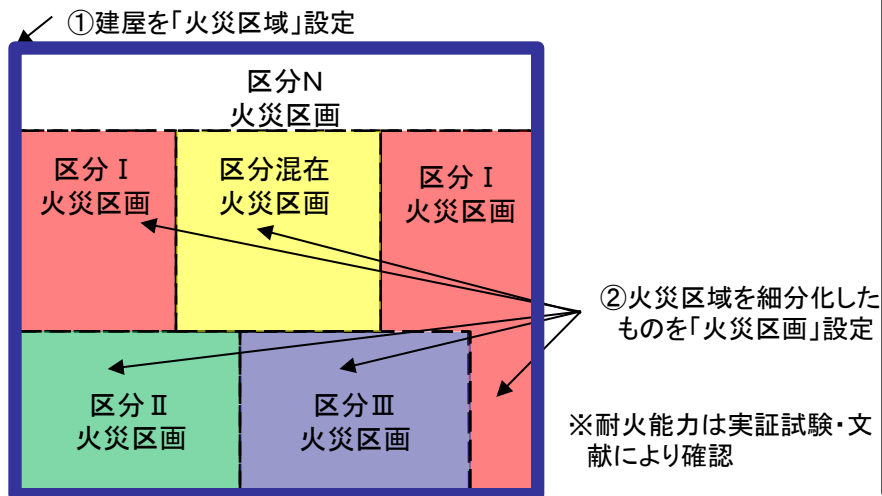 ①建屋を「火災区域」設定
区分N
火災区画
区分Ⅰ
火災区画
区分混在
火災区画
区分Ⅰ
火災区画
②火災区域を細分化した
ものを「火災区画」設定
区分Ⅱ
火災区画
区分Ⅲ
火災区画
※耐火能力は実証試験・文
献により確認